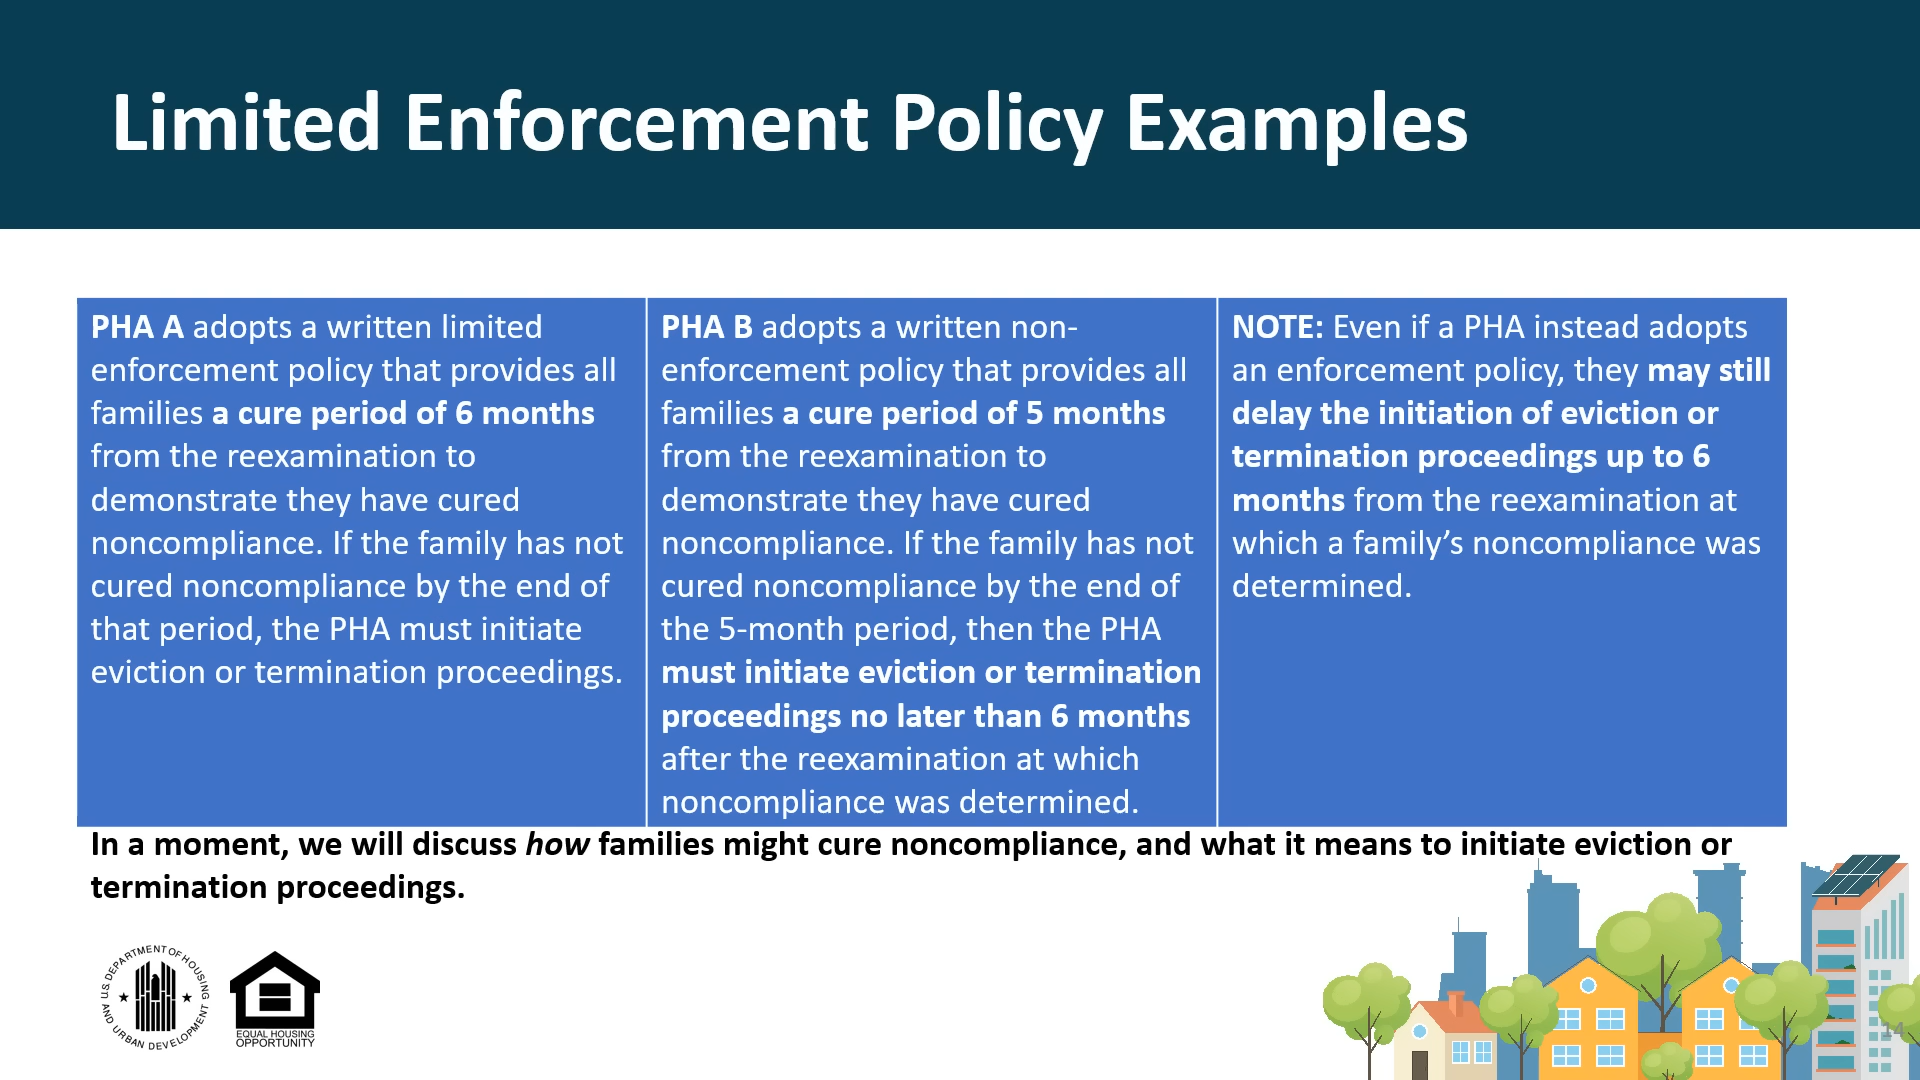 Limited Enforcement Policy Examples
PHA A adopts a written limited
enforcement policy that provides all
families a cure period of 6 months
from the reexamination to
demonstrate they have cured
noncompliance. If the family has not
cured noncompliance by the end of
that period, the PHA must initiate
eviction or termination proceedings.
PHA B adopts a written non-
enforcement policy that provides all
families a cure period of 5 months
from the reexamination to
demonstrate they have cured
noncompliance. If the family has not
cured noncompliance by the end of
the 5-month period, then the PHA
must initiate eviction or termination
proceedings no later than 6 months
after the reexamination at which
noncompliance was determined.
NOTE: Even if a PHA instead adopts
an enforcement policy, they may still
delay the initiation of eviction or
termination proceedings up to 6
months from the reexamination at
which a family’s noncompliance was
determined.
In a moment, we will discuss how families might cure noncompliance, and what it means to initiate eviction or
termination proceedings.
U.S. DEPARTMENT OF HOUSING
AND URBAN DEVELOPMENT
EQUAL HOUSING
OPPORTUNITY
14